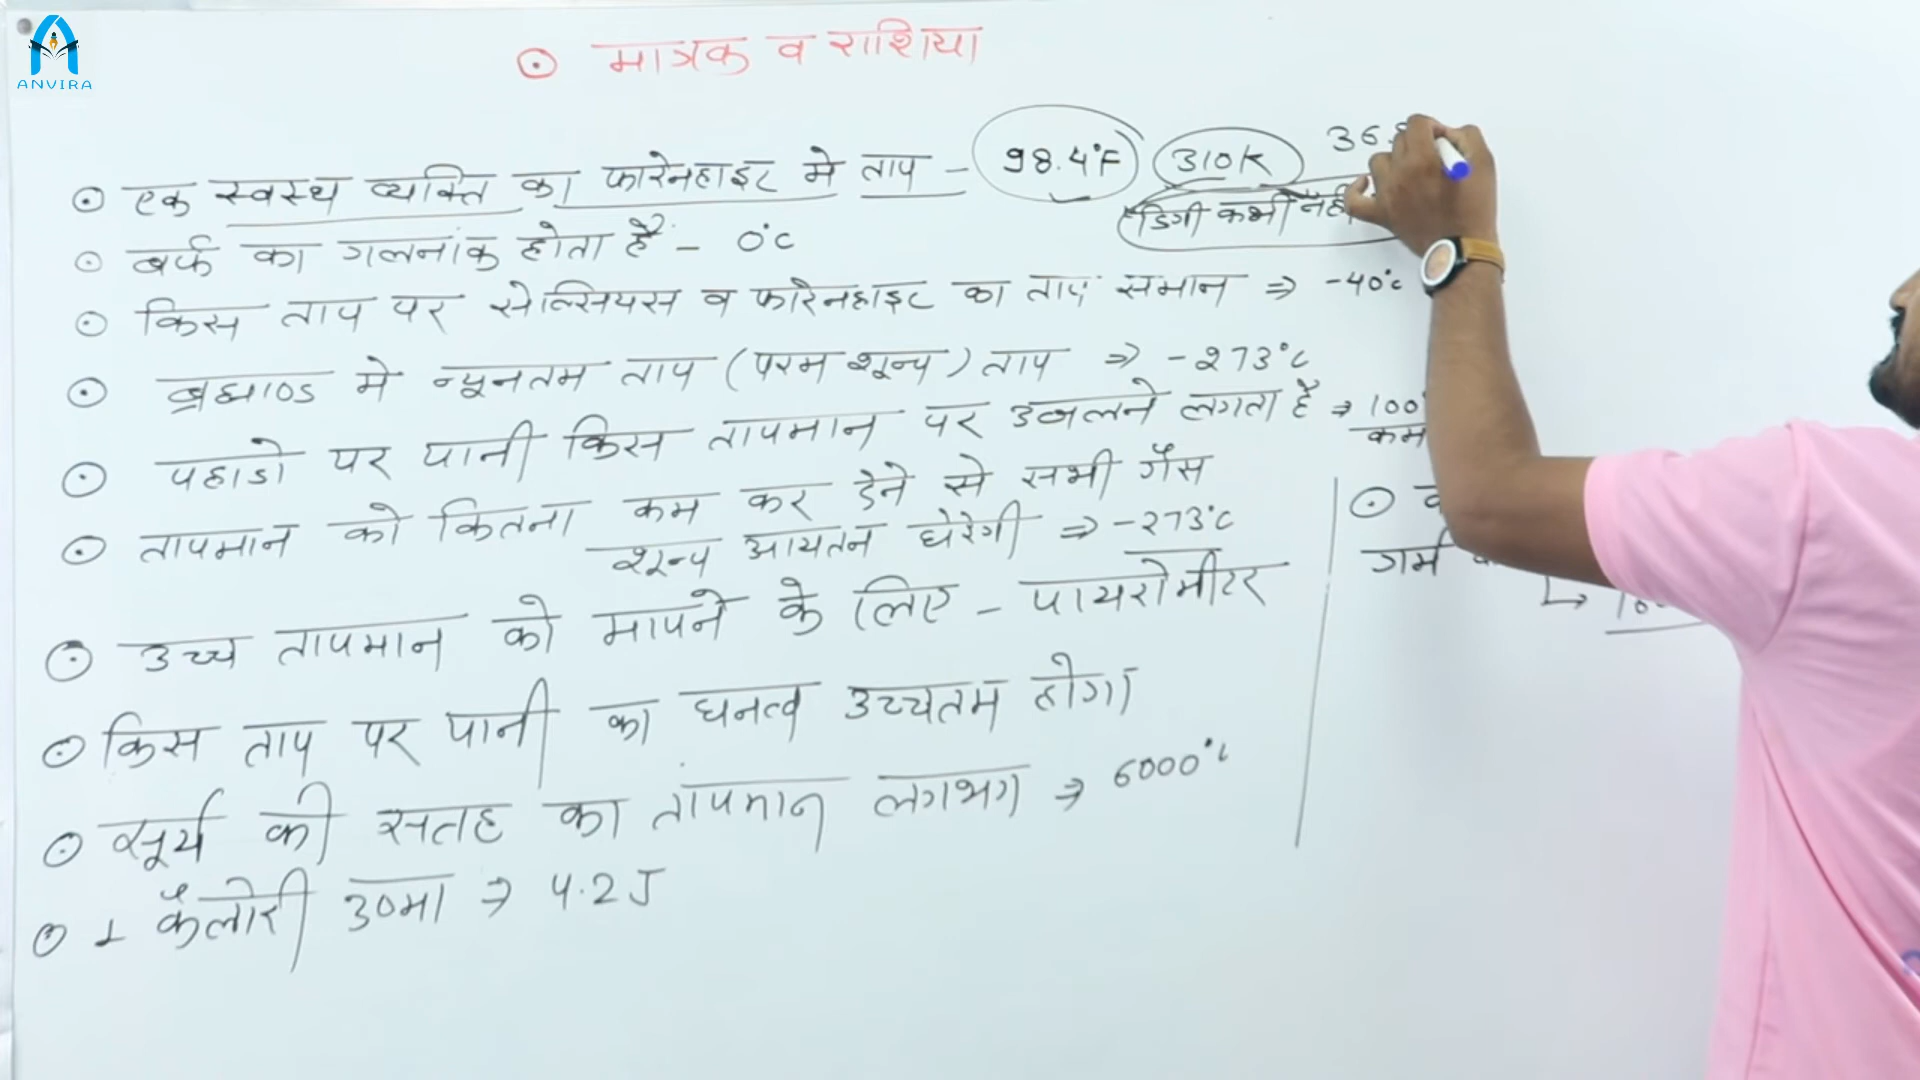 ANVIRA
⊙ मात्रक व राशिया
⊙ एक स्वस्थ व्यक्ति का फारेनहाइट मे ताप - 98.4°F 310K 36.
डिग्री कभी नही
⊙ बर्फ का गलनांक होता है - 0°C
⊙ किस ताप पर सेल्सियस व फारेनहाइट का ताप समान ⇒ -40°C
⊙ ब्रह्माण्ड मे न्यूनतम ताप (परम शून्य) ताप ⇒ -273°C
⊙ पहाडो पर पानी किस तापमान पर उबलने लगता है ⇒ 100°
कम
⊙ तापमान को कितना कम कर देने से सभी गैस
शून्य आयतन घेरेगी ⇒ -273°C
⊙ उच्च तापमान को मापने के लिए - पायरोमीटर
⊙ किस ताप पर पानी का घनत्व उच्चतम होगा
⊙ सूर्य की सतह का तापमान लगभग ⇒ 6000°C
⊙ 1 कैलोरी उष्मा ⇒ 4.2J
⊙
गर्म